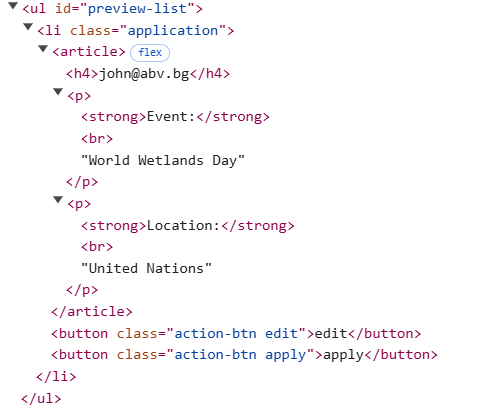 <ul id="preview-list">
<li class="application">
<article> flex
<h4>john@abv.bg</h4>
<p>
<strong>Event:</strong>
<br>
"World Wetlands Day"
</p>
<p>
<strong>Location:</strong>
<br>
"United Nations"
</p>
</article>
<button class="action-btn edit">edit</button>
<button class="action-btn apply">apply</button>
</li>
</ul>